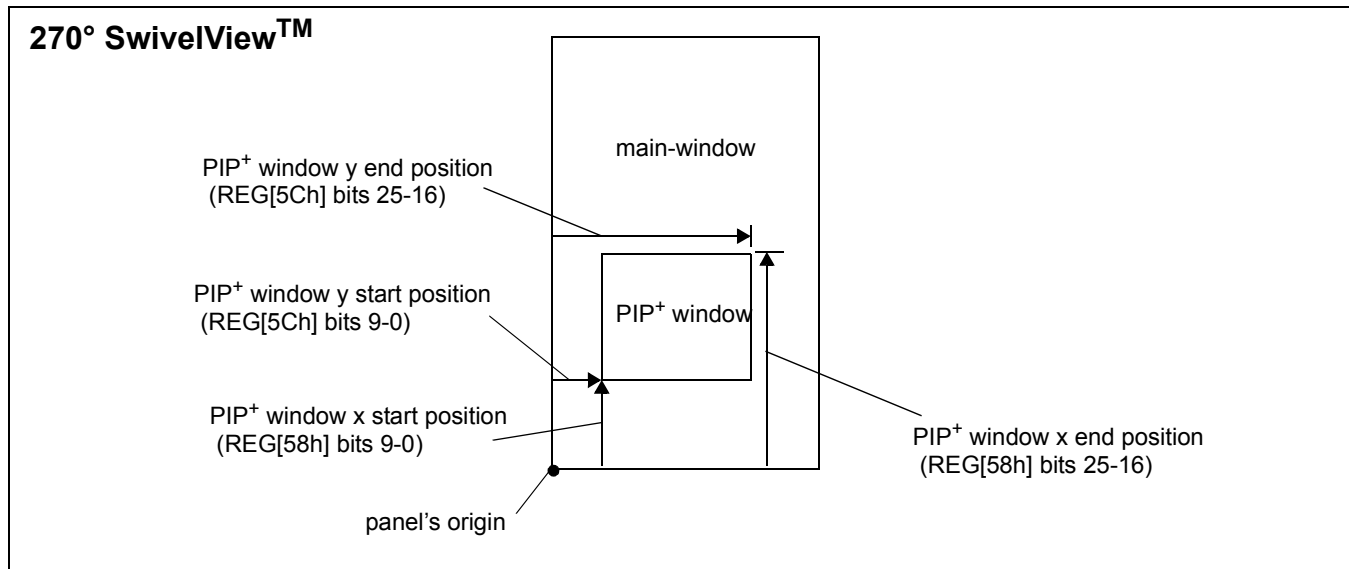 270° SwivelView™
main-window
PIP+ window y end position
(REG[5Ch] bits 25-16)
PIP+ window y start position
(REG[5Ch] bits 9-0)
PIP+ window
PIP+ window x start position
(REG[58h] bits 9-0)
PIP+ window x end position
(REG[58h] bits 25-16)
panel's origin